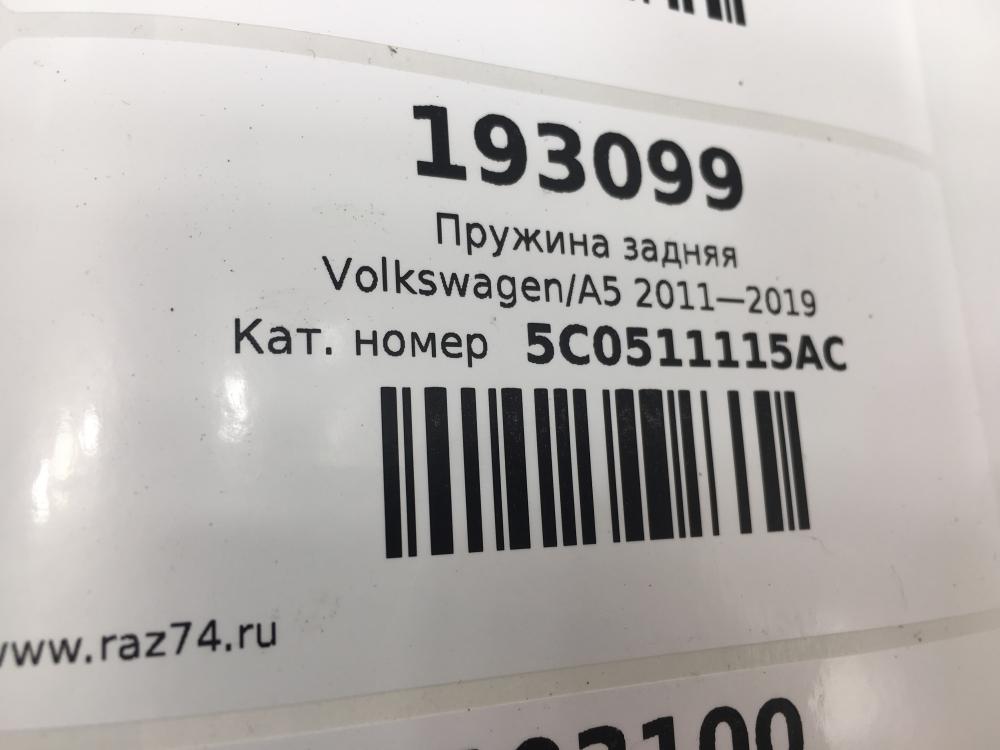 193099
Пружина задняя
Volkswagen/A5 2011—2019
Кат. номер 5C0511115AC
www.raz74.ru